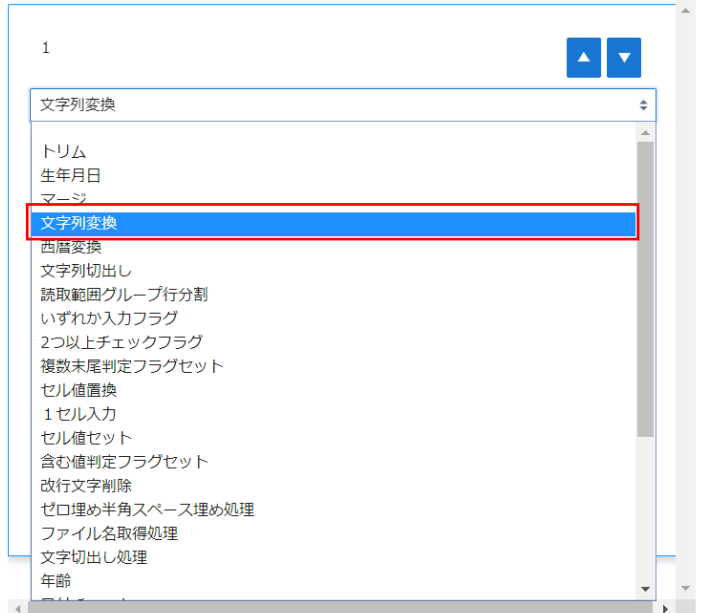 1
文字列変換
トリム
生年月日
マージ
文字列変換
西暦変換
文字列切出し
読取範囲グループ行分割
いずれか入力フラグ
2つ以上チェックフラグ
複数末尾判定フラグセット
セル値置換
１セル入力
セル値セット
含む値判定フラグセット
改行文字削除
ゼロ埋め半角スペース埋め処理
ファイル名取得処理
文字切出し処理
年齢